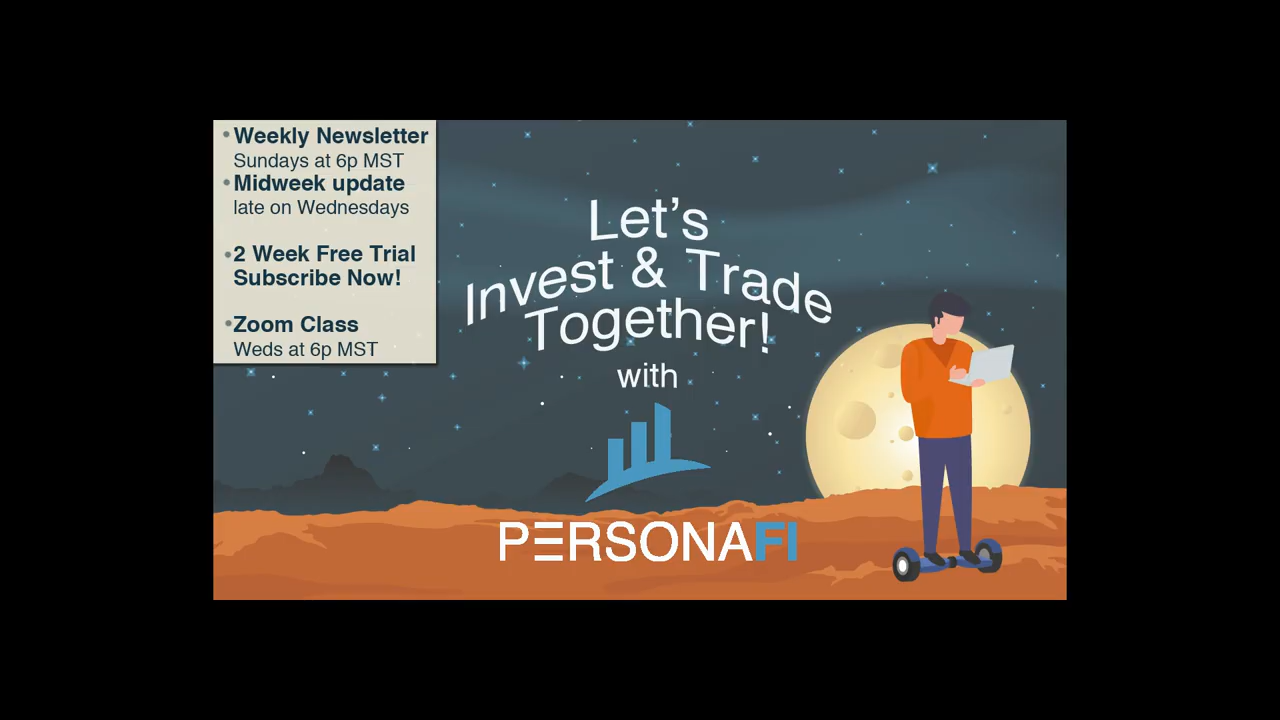 •Weekly Newsletter
Sundays at 6p MST
•Midweek update
late on Wednesdays
•2 Week Free Trial
Subscribe Now!
•Zoom Class
Weds at 6p MST
Let's
Invest & Trade
Together!
with
PERSONAFI